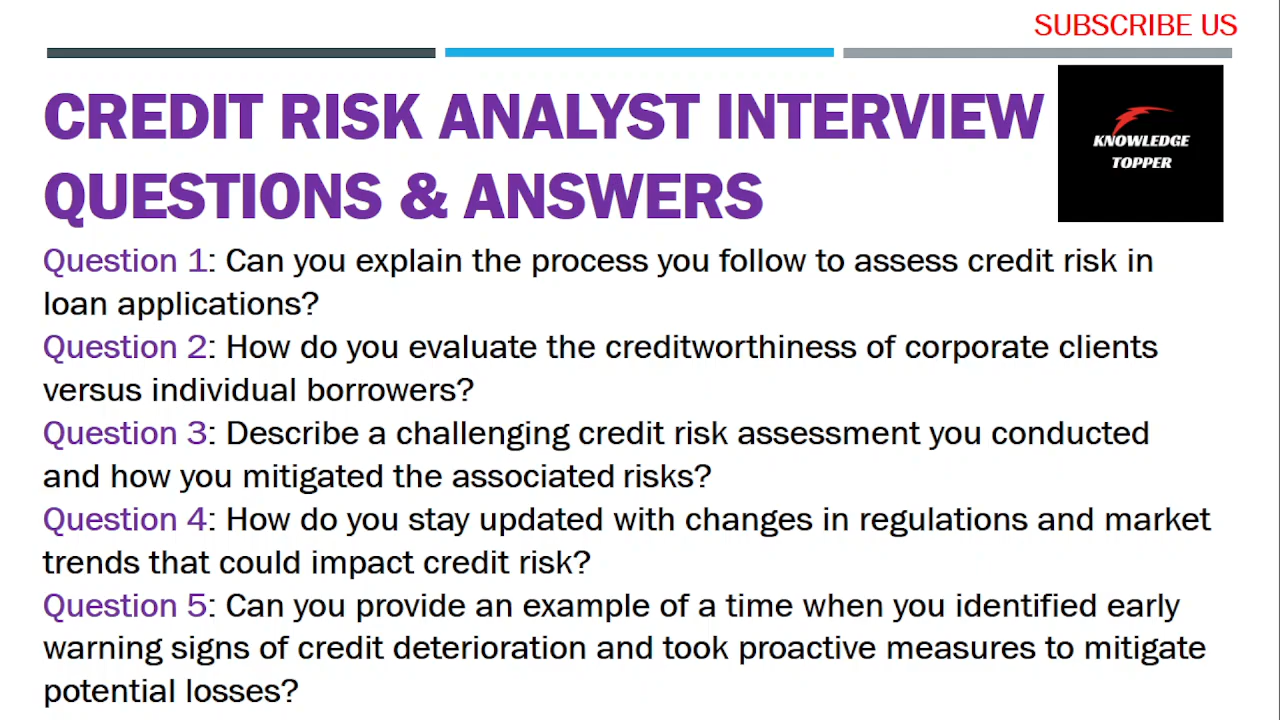 SUBSCRIBE US
CREDIT RISK ANALYST INTERVIEW
QUESTIONS & ANSWERS
KNOWLEDGE
TOPPER
Question 1: Can you explain the process you follow to assess credit risk in
loan applications?
Question 2: How do you evaluate the creditworthiness of corporate clients
versus individual borrowers?
Question 3: Describe a challenging credit risk assessment you conducted
and how you mitigated the associated risks?
Question 4: How do you stay updated with changes in regulations and market
trends that could impact credit risk?
Question 5: Can you provide an example of a time when you identified early
warning signs of credit deterioration and took proactive measures to mitigate
potential losses?